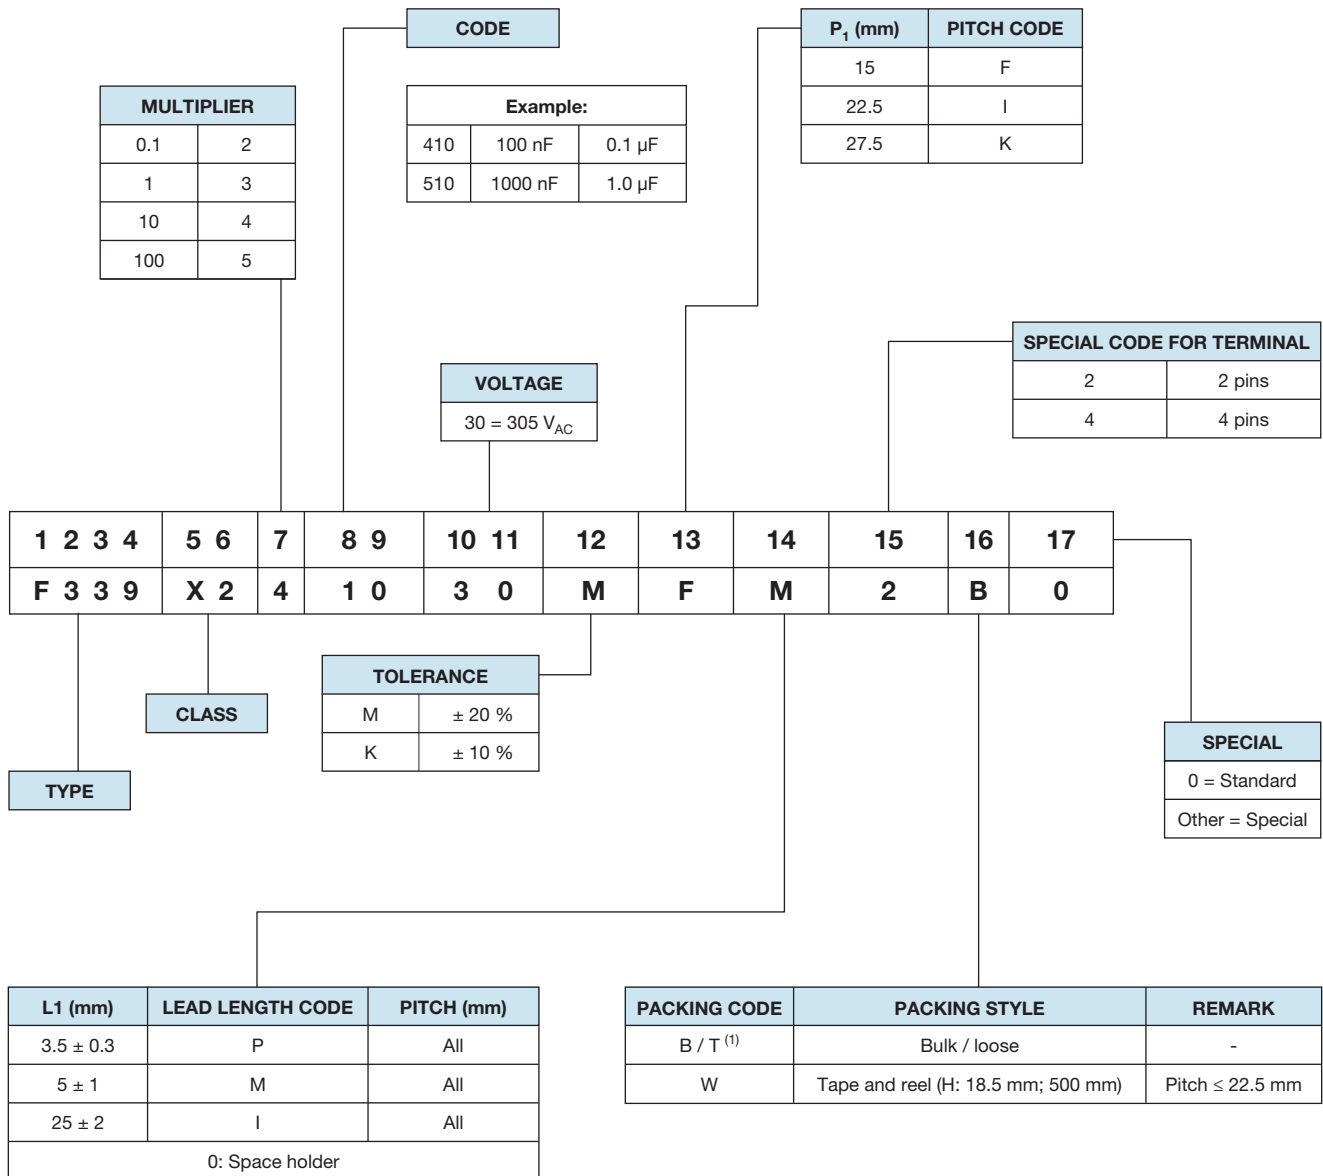 CODE
P1 (mm) PITCH CODE
15 F
22.5 I
27.5 K
MULTIPLIER
0.1 2
1 3
10 4
100 5
Example:
410 100 nF 0.1 µF
510 1000 nF 1.0 µF
SPECIAL CODE FOR TERMINAL
2 2 pins
4 4 pins
VOLTAGE
30 = 305 VAC
1 2 3 4 5 6 7 8 9 10 11 12 13 14 15 16 17
F 3 3 9 X 2 4 1 0 3 0 M F M 2 B 0
TOLERANCE
M ± 20 %
K ± 10 %
CLASS
TYPE
SPECIAL
0 = Standard
Other = Special
L1 (mm) LEAD LENGTH CODE PITCH (mm)
3.5 ± 0.3 P All
5 ± 1 M All
25 ± 2 I All
0: Space holder
PACKING CODE PACKING STYLE REMARK
B / T (1) Bulk / loose -
W Tape and reel (H: 18.5 mm; 500 mm) Pitch ≤ 22.5 mm